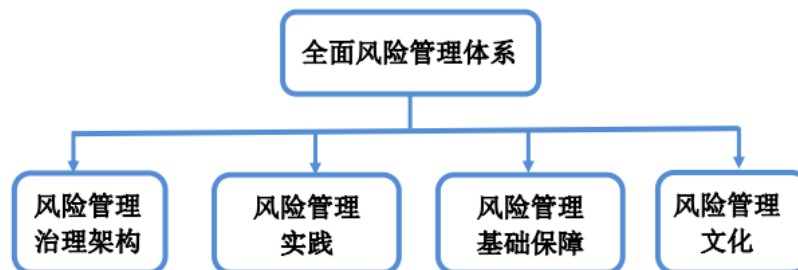 全面风险管理体系
风险管理
治理架构
风险管理
实践
风险管理
基础保障
风险管理
文化